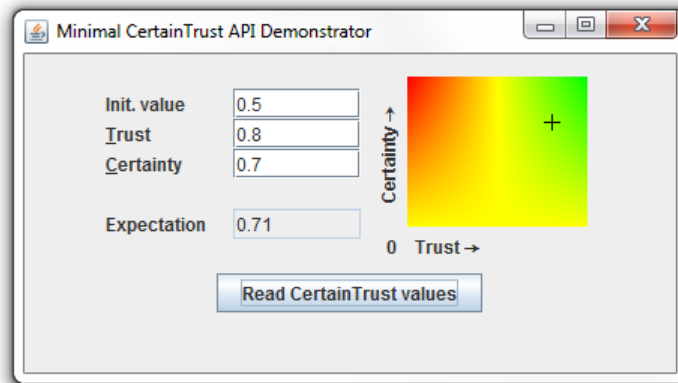 Minimal CertainTrust API Demonstrator
Init. value 0.5
Trust 0.8
Certainty 0.7
Expectation 0.71
Certainty →
0 Trust →
Read CertainTrust values